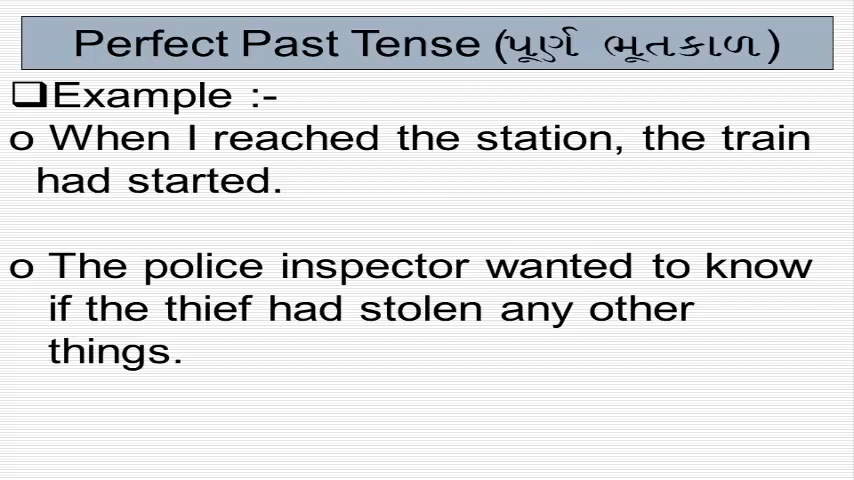 Perfect Past Tense (પૂર્ણ ભૂતકાળ)
❑Example :-
o When I reached the station, the train
had started.
o The police inspector wanted to know
if the thief had stolen any other
things.